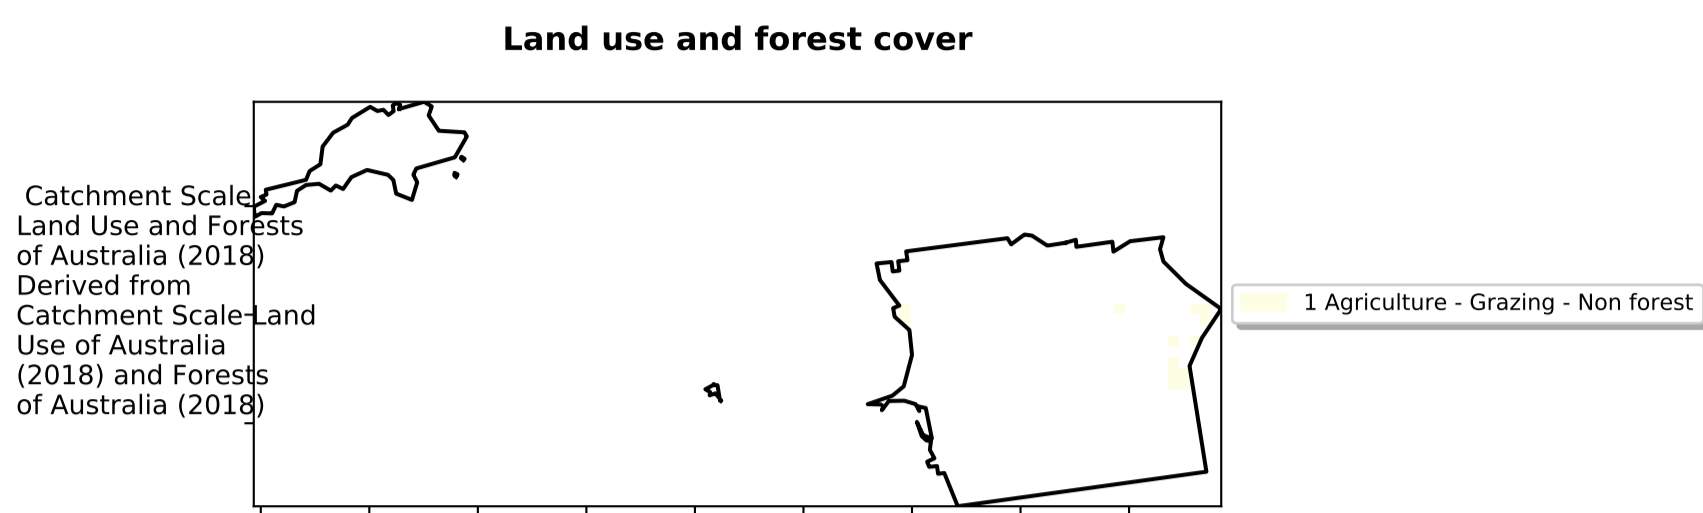 Land use and forest cover
Catchment Scale
Land Use and Forests
of Australia (2018)
Derived from
Catchment Scale Land
Use of Australia
(2018) and Forests
of Australia (2018)
1 Agriculture - Grazing - Non forest